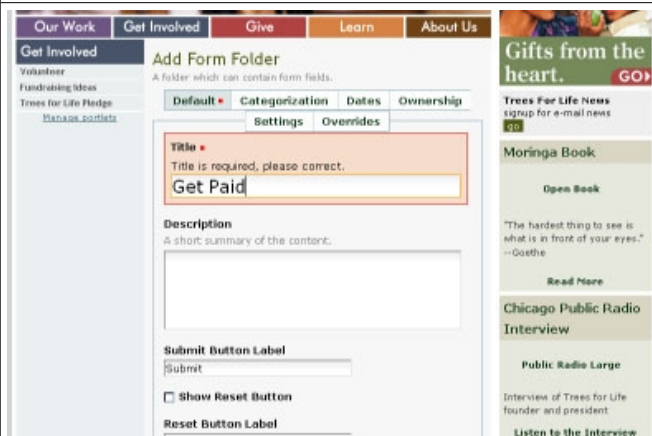 Our Work
Get Involved
Give
Learn
About Us
Get Involved
Volunteer
Fundraising Ideas
Trees for Life Pledge
Manage portlets
Add Form Folder
A folder which can contain form fields.
Default
Categorization
Dates
Ownership
Settings
Overrides
Title
Title is required, please correct.
Get Paid
Description
A short summary of the content.
Submit Button Label
Submit
Show Reset Button
Reset Button Label
Gifts from the
heart.
GO
Trees For Life News
signup for e-mail news
go
Moringa Book
Open Book
"The hardest thing to see is
what is in front of your eyes."
--Goethe
Read More
Chicago Public Radio
Interview
Public Radio Large
Interview of Trees for Life
founder and president
Listen to the Interview